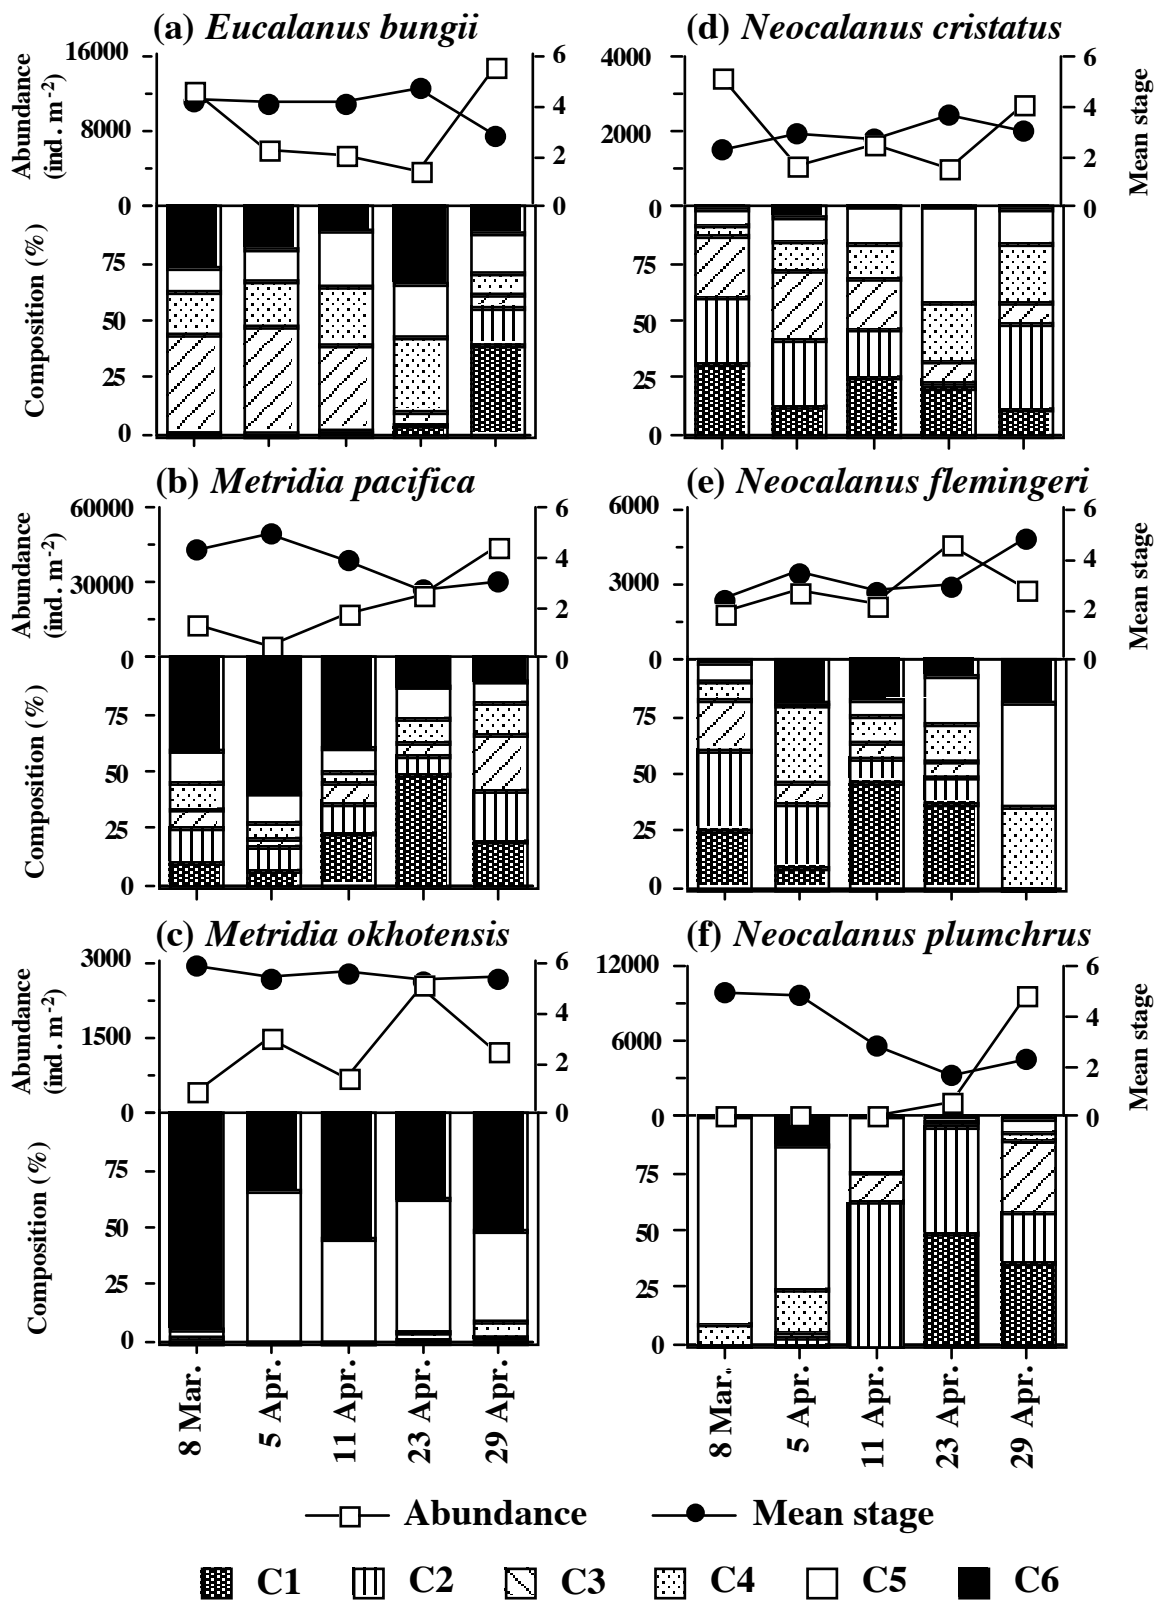 (a) Eucalanus bungii
Abundance
(ind. m-2)
16000
8000
0
6
4
2
0
Composition (%)
75
50
25
0
(d) Neocalanus cristatus
4000
2000
0
6
4
2
0
Mean stage
75
50
25
0
(b) Metridia pacifica
Abundance
(ind. m-2)
60000
30000
0
6
4
2
0
Composition (%)
75
50
25
0
(e) Neocalanus flemingeri
6000
3000
0
6
4
2
0
Mean stage
75
50
25
0
(c) Metridia okhotensis
Abundance
(ind. m-2)
3000
1500
0
6
4
2
0
Composition (%)
75
50
25
0
8 Mar.
5 Apr.
11 Apr.
23 Apr.
29 Apr.
(f) Neocalanus plumchrus
12000
6000
0
6
4
2
0
Mean stage
75
50
25
0
8 Mar.
5 Apr.
11 Apr.
23 Apr.
29 Apr.
Abundance Mean stage
C1 C2 C3 C4 C5 C6